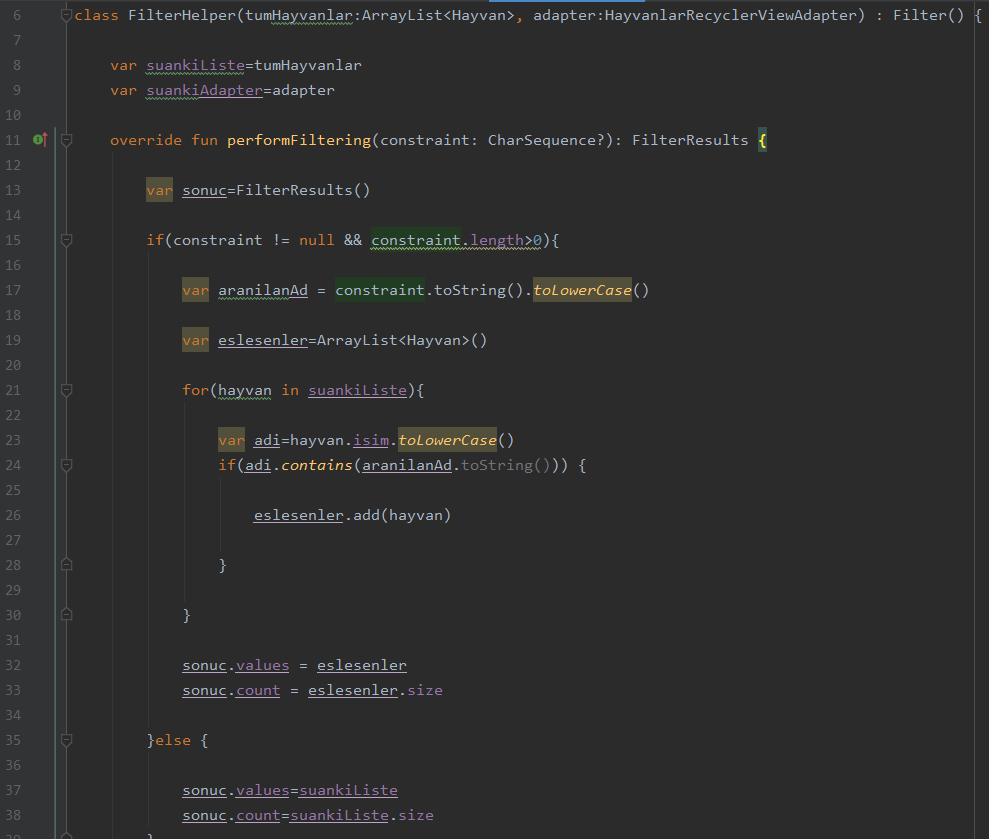 6 class FilterHelper(tumHayvanlar:ArrayList<Hayvan>, adapter:HayvanlarRecyclerViewAdapter) : Filter() {
7
8 var suankiListe=tumHayvanlar
9 var suankiAdapter=adapter
10
11 override fun performFiltering(constraint: CharSequence?): FilterResults {
12
13 var sonuc=FilterResults()
14
15 if(constraint != null && constraint.length>0){
16
17 var aranilanAd = constraint.toString().toLowerCase()
18
19 var eslesenler=ArrayList<Hayvan>()
20
21 for(hayvan in suankiListe){
22
23 var adi=hayvan.isim.toLowerCase()
24 if(adi.contains(aranilanAd.toString())) {
25
26 eslesenler.add(hayvan)
27
28 }
29
30 }
31
32 sonuc.values = eslesenler
33 sonuc.count = eslesenler.size
34
35 }else {
36
37 sonuc.values=suankiListe
38 sonuc.count=suankiListe.size